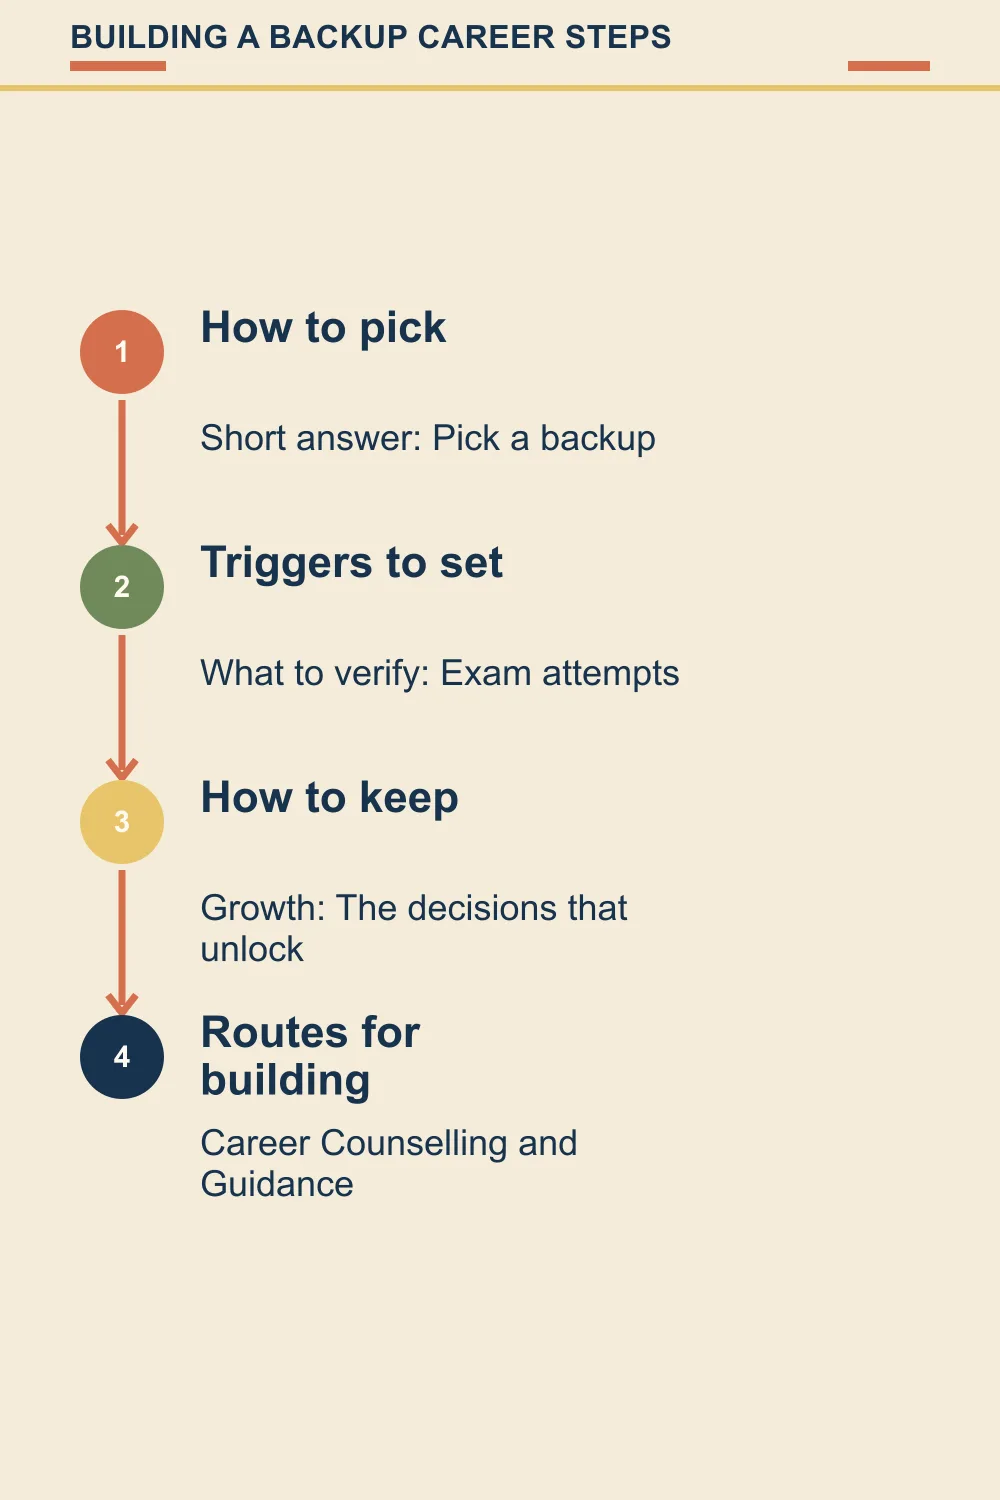 BUILDING A BACKUP CAREER STEPS
1
How to pick
Short answer: Pick a backup
2
Triggers to set
What to verify: Exam attempts
3
How to keep
Growth: The decisions that
unlock
4
Routes for
building
Career Counselling and
Guidance